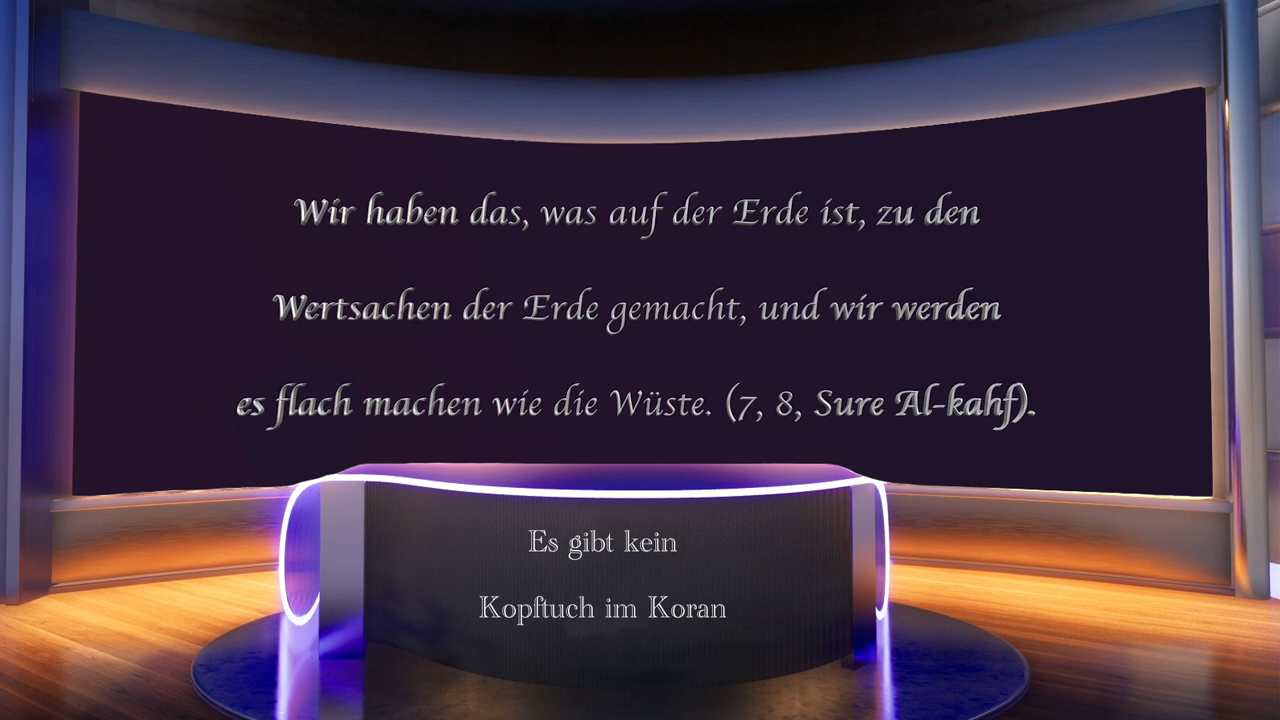 Wir haben das, was auf der Erde ist, zu den
Wertsachen der Erde gemacht, und wir werden
es flach machen wie die Wüste. (7, 8, Sure Al-kahf).
Es gibt kein
Kopftuch im Koran